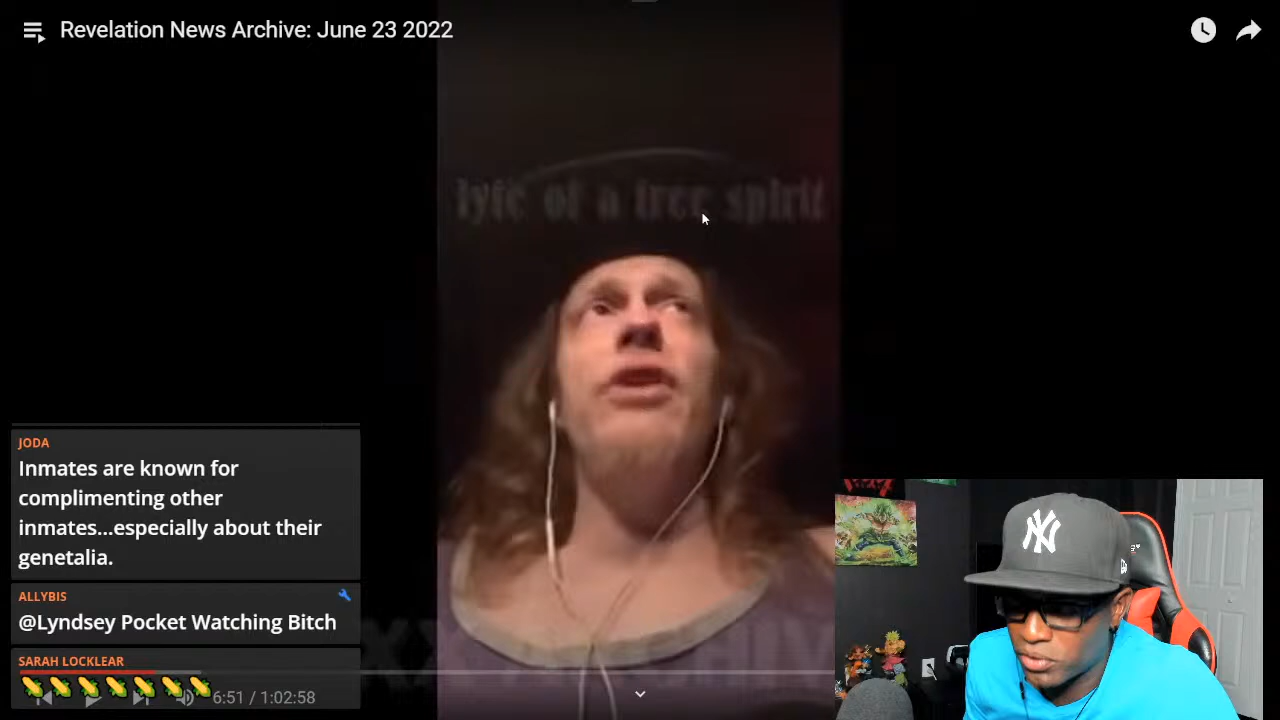 Revelation News Archive: June 23 2022
lyfe of a tree spirit
JODA
Inmates are known for
complimenting other
inmates...especially about their
genetalia.
ALLYBIS
@Lyndsey Pocket Watching Bitch
SARAH LOCKLEAR
6:51 / 1:02:58
NY